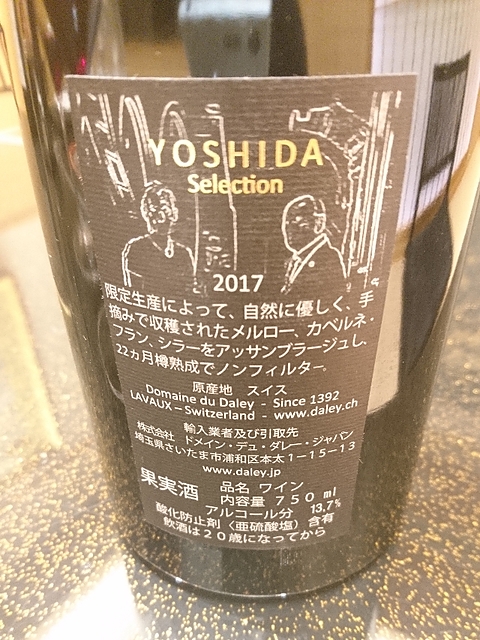 YOSHIDA
Selection
2017
限定生産によって、自然に優しく、手
摘みで収穫されたメルロー、カベルネ・
フラン、シラーをアッサンブラージュし、
22ヵ月樽熟成でノンフィルター。
原産地 スイス
Domaine du Daley - Since 1392
LAVAUX – Switzerland - www.daley.ch
輸入業者及び引取先
株式会社 ドメイン・デュ・ダレー・ジャパン
埼玉県さいたま市浦和区本太1－15－13
www.daley.jp
果実酒 品名 ワイン
内容量 750 ml
アルコール分 13,7%
酸化防止剤〈亜硫酸塩〉含有
飲酒は20歳になってから